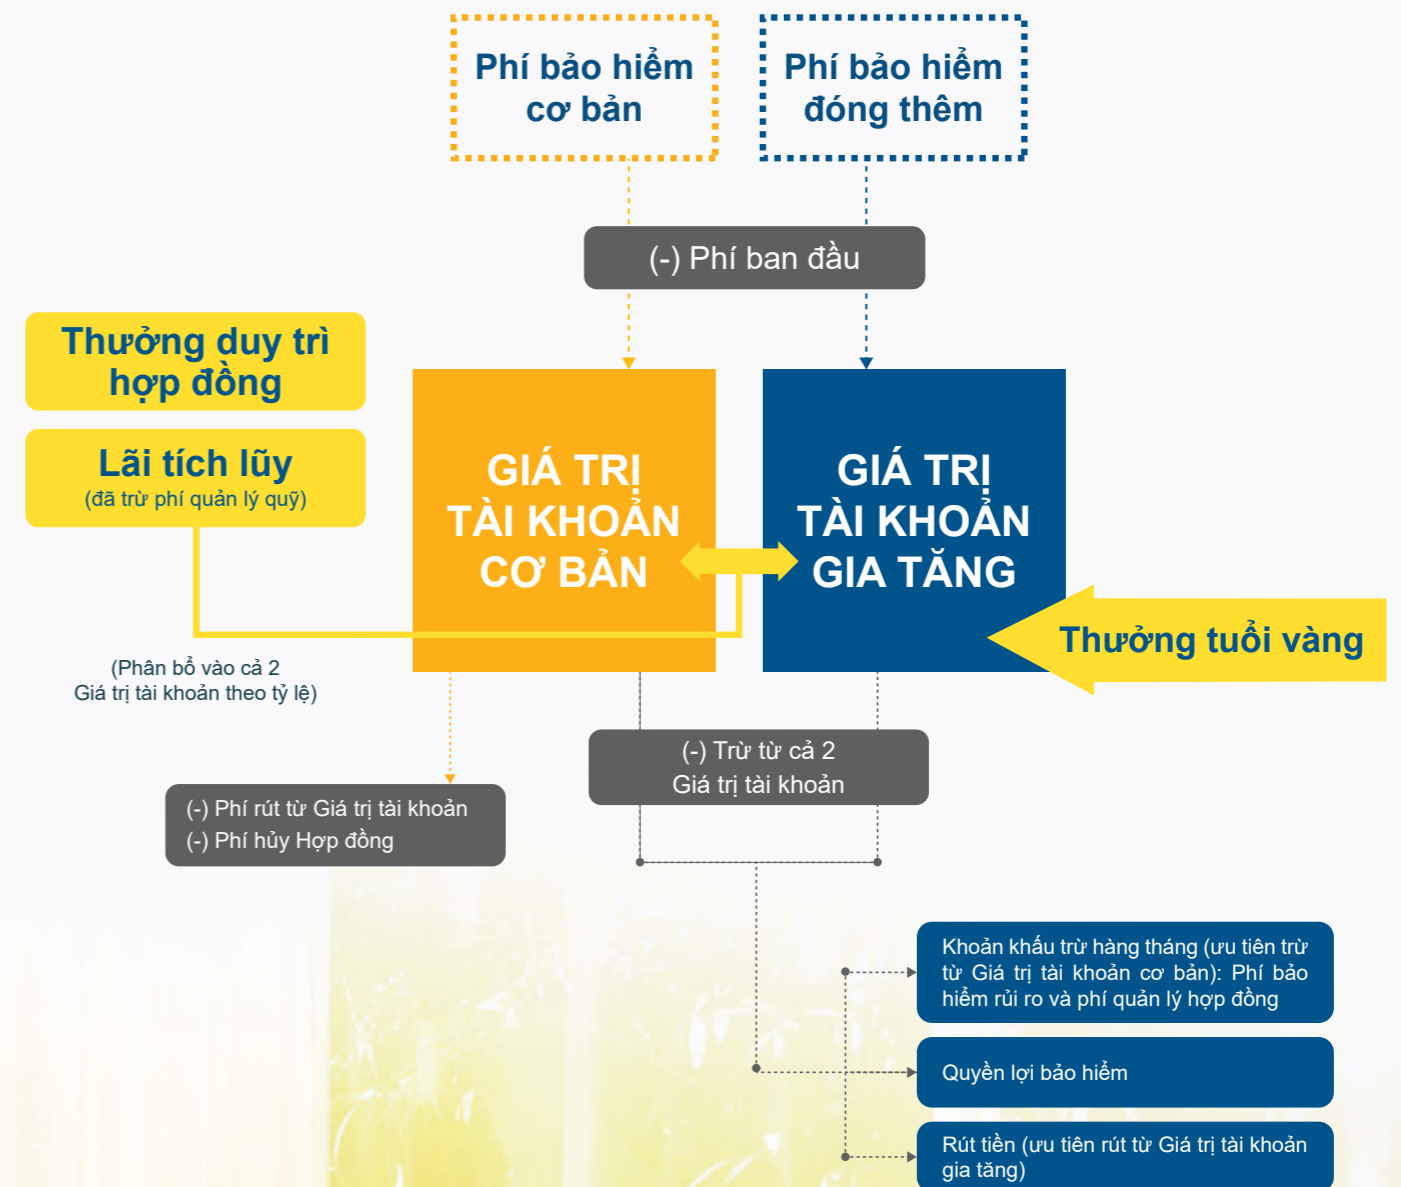 Phí bảo hiểm
cơ bản
Phí bảo hiểm
đóng thêm
(-) Phí ban đầu
Thưởng duy trì
hợp đồng
Lãi tích lũy
(đã trừ phí quản lý quỹ)
GIÁ TRỊ
TÀI KHOẢN
CƠ BẢN
GIÁ TRỊ
TÀI KHOẢN
GIA TĂNG
Thưởng tuổi vàng
(Phân bổ vào cả 2
Giá trị tài khoản theo tỷ lệ)
(-) Trừ từ cả 2
Giá trị tài khoản
(-) Phí rút từ Giá trị tài khoản
(-) Phí hủy Hợp đồng
Khoản khấu trừ hàng tháng (ưu tiên trừ
từ Giá trị tài khoản cơ bản): Phí bảo
hiểm rủi ro và phí quản lý hợp đồng
Quyền lợi bảo hiểm
Rút tiền (ưu tiên rút từ Giá trị tài khoản
gia tăng)